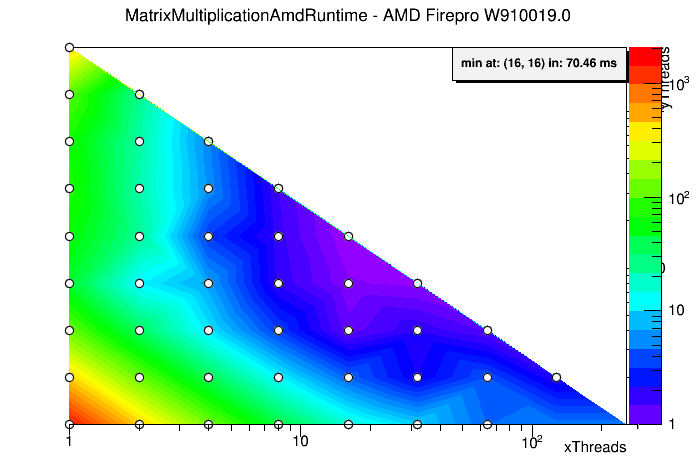 MatrixMultiplicationAmdRuntime - AMD Firepro W910019.0
min at: (16, 16) in: 70.46 ms
yThreads
10³
10²
10
1
1
10
10²
xThreads